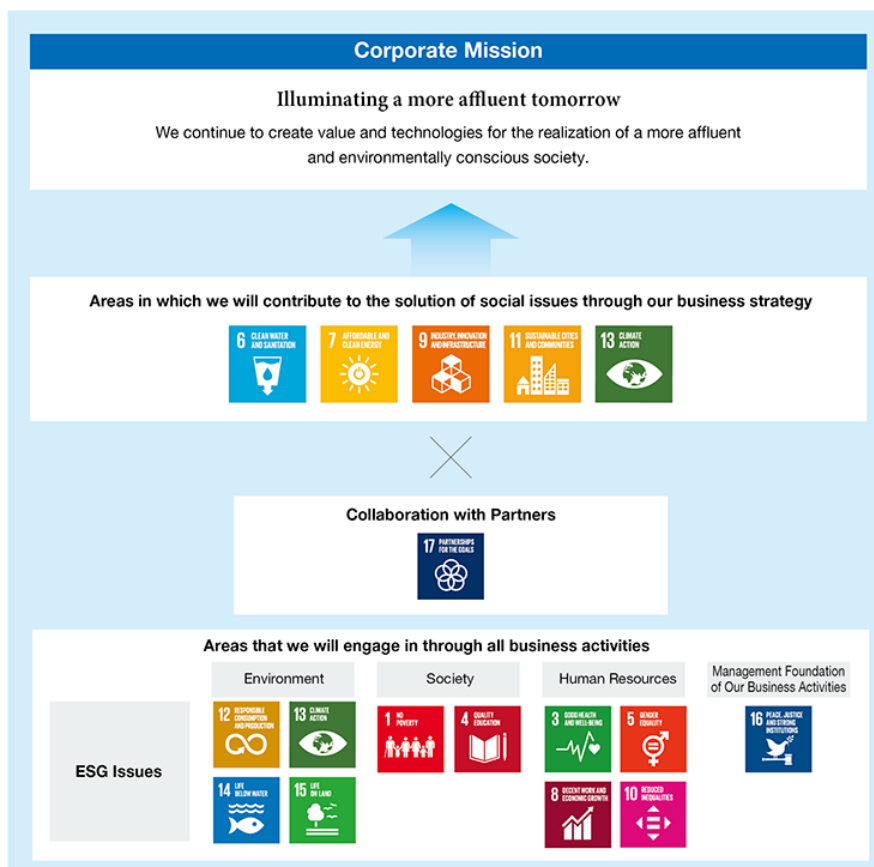 Corporate Mission
Illuminating a more affluent tomorrow
We continue to create value and technologies for the realization of a more affluent
and environmentally conscious society.
Areas in which we will contribute to the solution of social issues through our business strategy
6 CLEAN WATER
AND SANITATION
7 AFFORDABLE AND
CLEAN ENERGY
9 INDUSTRY, INNOVATION
AND INFRASTRUCTURE
11 SUSTAINABLE CITIES
AND COMMUNITIES
13 CLIMATE
ACTION
Collaboration with Partners
17 PARTNERSHIPS
FOR THE GOALS
Areas that we will engage in through all business activities
ESG Issues
Environment
12 RESPONSIBLE
CONSUMPTION
AND PRODUCTION
13 CLIMATE
ACTION
14 LIFE
BELOW WATER
15 LIFE
ON LAND
Society
1 NO
POVERTY
4 QUALITY
EDUCATION
Human Resources
3 GOOD HEALTH
AND WELL-BEING
5 GENDER
EQUALITY
8 DECENT WORK AND
ECONOMIC GROWTH
10 REDUCED
INEQUALITIES
Management Foundation
of Our Business Activities
16 PEACE, JUSTICE
AND STRONG
INSTITUTIONS